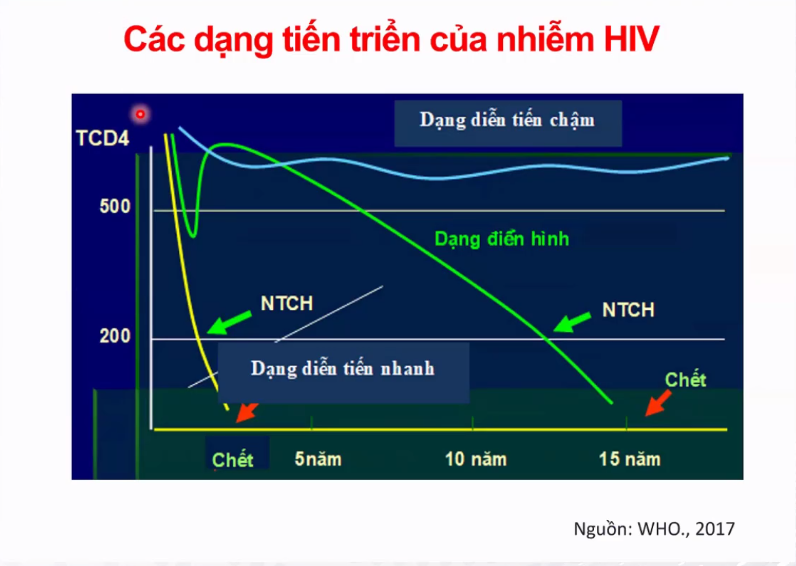 Các dạng tiến triển của nhiễm HIV
Dạng diễn tiến chậm
TCD4
500
Dạng điển hình
NTCH
NTCH
200
Dạng diễn tiến nhanh
Chết
Chết
5năm
10 năm
15 năm
Nguồn: WHO., 2017